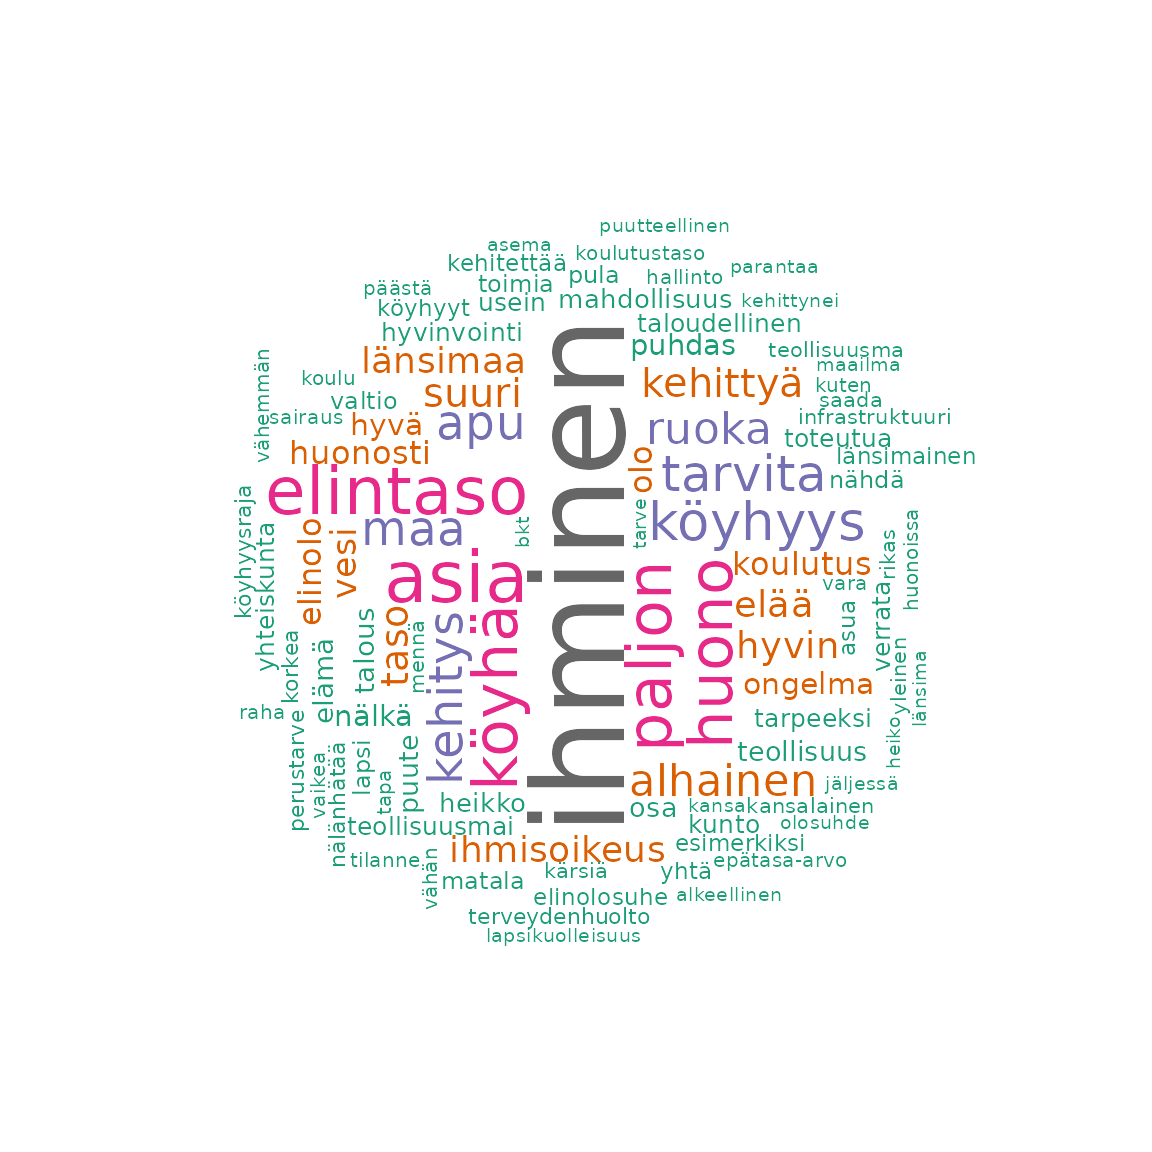 puutteellinen
asema
koulutustaso
kehitettää
parantaa
pula
hallinto
toimia
päästä
usein
mahdollisuus
kehittynei
köyhyyt
taloudellinen
hyvinvointi
puhdas
teollisuusma
länsimaa
maailma
koulu
kehittyä
kuten
suuri
valtio
saada
vähemmän
sairaus
hyvä
apu
ruoka
infrastruktuuri
toteutua
huonosti
länsimainen
olo
tarvita
nähdä
elintaso
ihminen
köyhyysraja
maa
bkt
tarve
köyhyys
yhteiskunta
elinolo
vesi
koulutus
rikas
huonoissa
asia
vara
elää
köyhä
paljon
huono
verrata
asua
talous
taso
mennä
kehitys
hyvin
korkea
elämä
yleinen
länsima
ongelma
raha
nälkä
tarpeeksi
heiko
perustarve
vaikea
nälänhätää
lapsi
tapa
puute
teollisuus
alhainen
jäljessä
heikko
osa
kansakansalainen
teollisuusmai
kunto
olosuhde
ihmisoikeus
esimerkiksi
tilanne
epätasa-arvo
vähän
matala
kärsiä
yhtä
elinolosuhe
alkeellinen
terveydenhuolto
lapsikuolleisuus